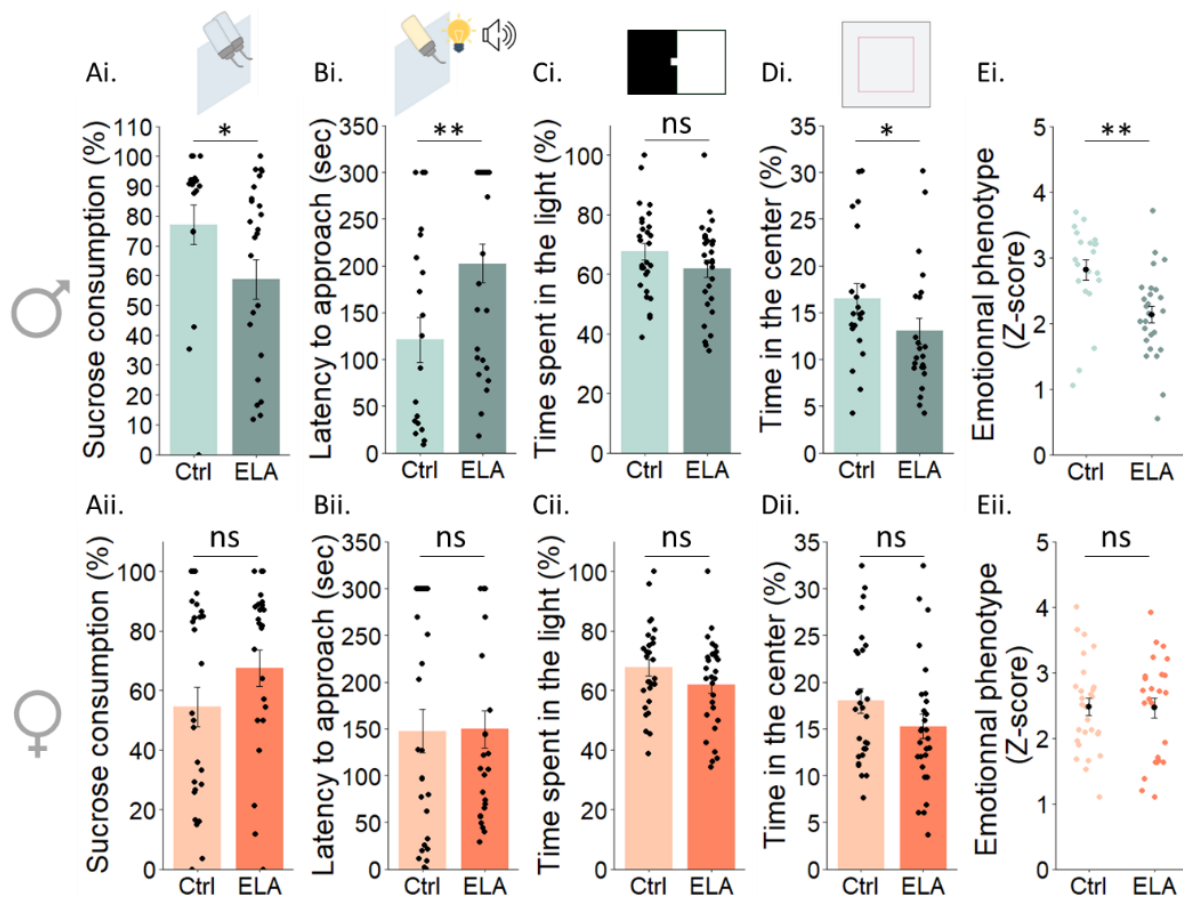 Ai.
Bi.
Ci.
Di.
Ei.
Sucrose consumption (%)
110
100
90
80
70
60
50
40
30
20
10
0
*
Ctrl ELA
Latency to approach (sec)
350
300
250
200
150
100
50
0
**
Ctrl ELA
Time spent in the light (%)
100
80
60
40
60
0
ns
Ctrl ELA
Time in the center (%)
35
30
25
20
15
10
5
0
*
Ctrl ELA
Emotionnal phenotype
(Z-score)
5
4
3
2
1
0
**
Ctrl ELA
Aii.
Bii.
Cii.
Dii.
Eii.
Sucrose consumption (%)
100
80
60
40
20
0
ns
Ctrl ELA
Latency to approach (sec)
350
300
250
200
150
100
50
0
ns
Ctrl ELA
Time spent in the light (%)
100
80
60
40
60
0
ns
Ctrl ELA
Time in the center (%)
35
30
25
20
15
10
5
0
ns
Ctrl ELA
Emotionnal phenotype
(Z-score)
5
4
3
2
1
0
ns
Ctrl ELA